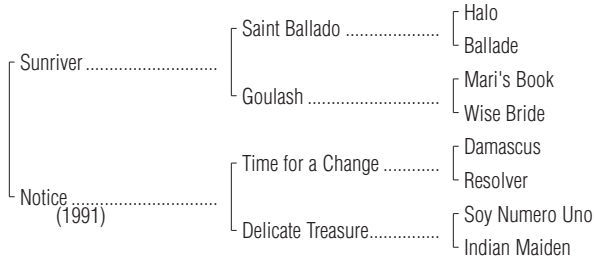 Halo
Saint Ballado ....................
Ballade
Sunriver ............................
Mari's Book
Goulash ............................
Wise Bride
Damascus
Time for a Change ............
Resolver
Notice ...............................
(1991)
Soy Numero Uno
Delicate Treasure...............
Indian Maiden